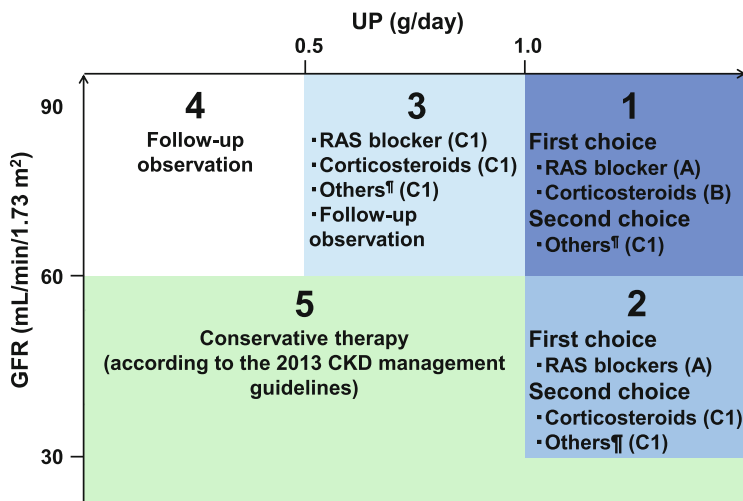 UP (g/day)
0.5
1.0
GFR (mL/min/1.73 m²)
90
60
30
4
Follow-up
observation
3
·RAS blocker (C1)
·Corticosteroids (C1)
·Others¶ (C1)
·Follow-up
observation
1
First choice
·RAS blocker (A)
·Corticosteroids (B)
Second choice
·Others¶ (C1)
5
Conservative therapy
(according to the 2013 CKD management
guidelines)
2
First choice
·RAS blockers (A)
Second choice
·Corticosteroids (C1)
·Others¶ (C1)